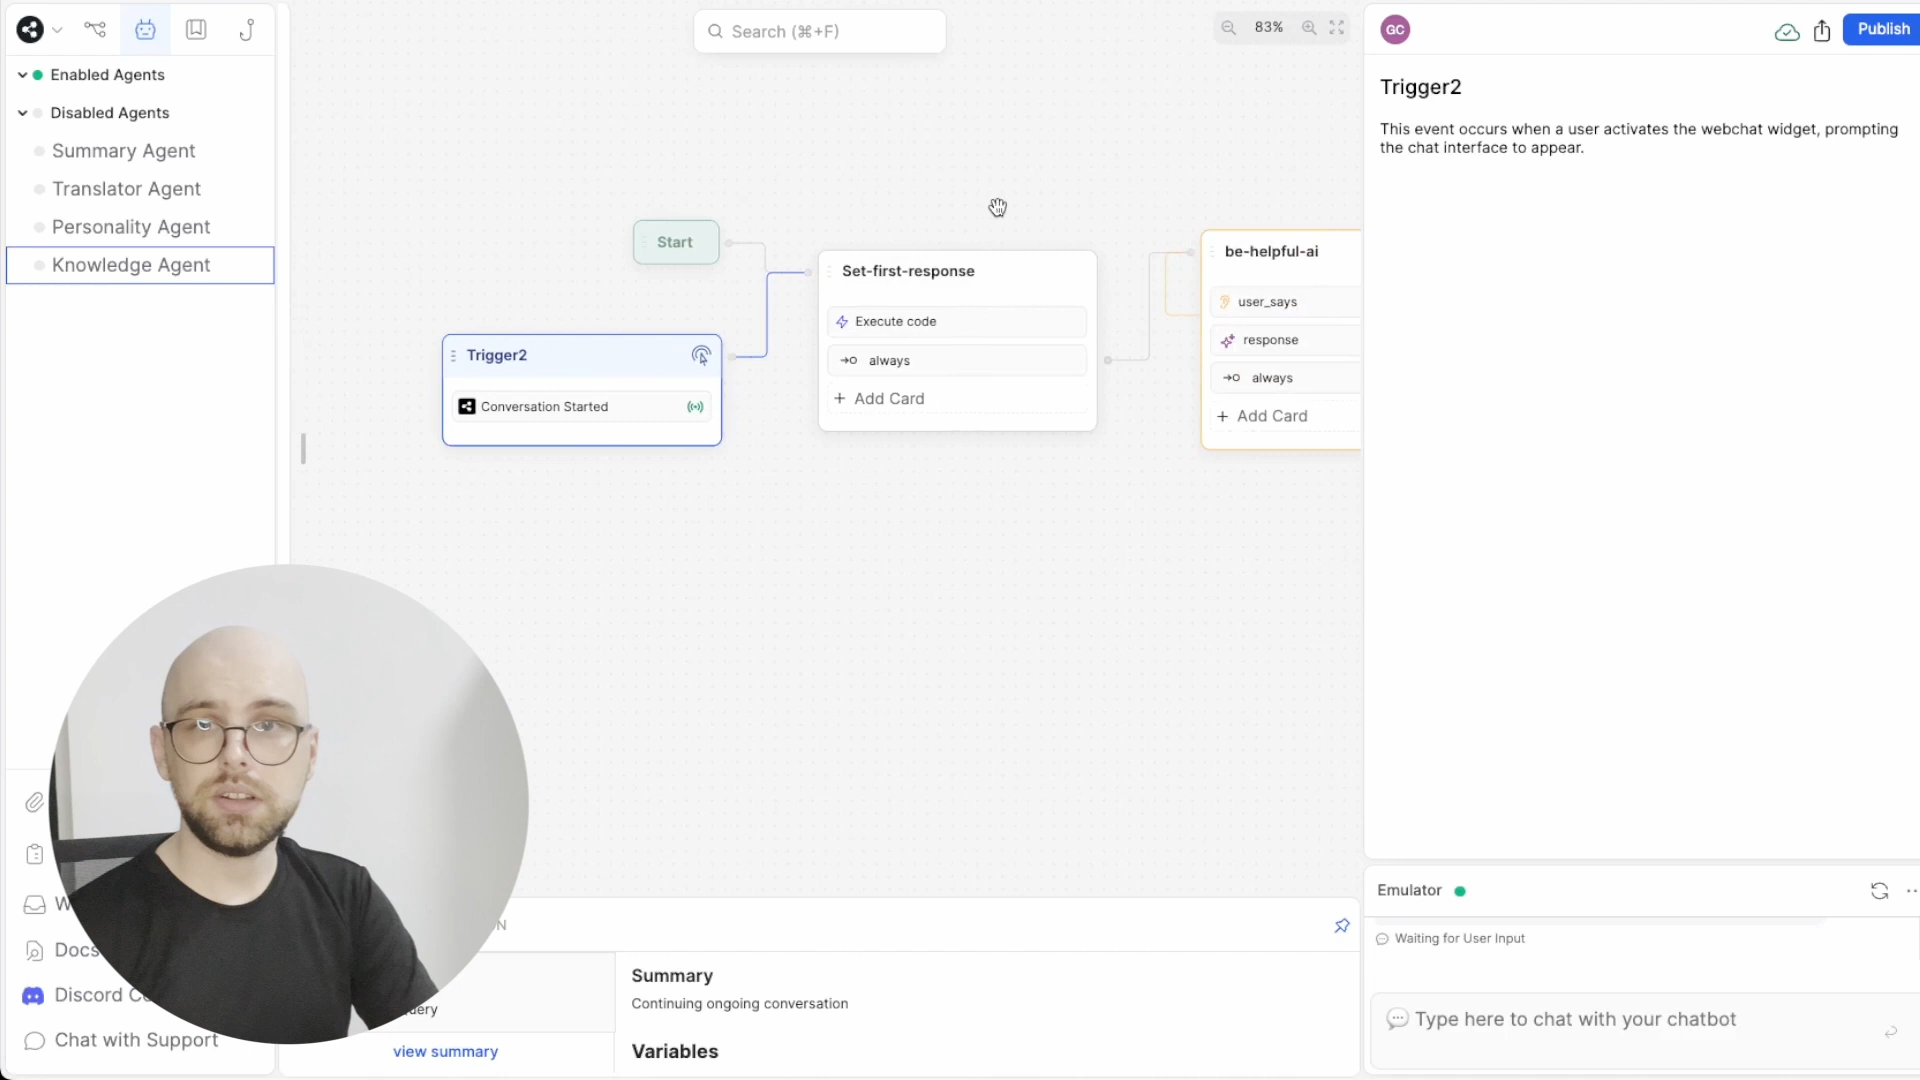 Search (⌘+F)
83%
GC
Publish
Enabled Agents
Disabled Agents
Summary Agent
Translator Agent
Personality Agent
Knowledge Agent
Start
Trigger2
Conversation Started
Set-first-response
Execute code
always
+ Add Card
be-helpful-ai
user_says
response
always
+ Add Card
Trigger2
This event occurs when a user activates the webchat widget, prompting
the chat interface to appear.
Docs
Discord
Chat with Support
view summary
Summary
Continuing ongoing conversation
Variables
Emulator
Waiting for User Input
Type here to chat with your chatbot